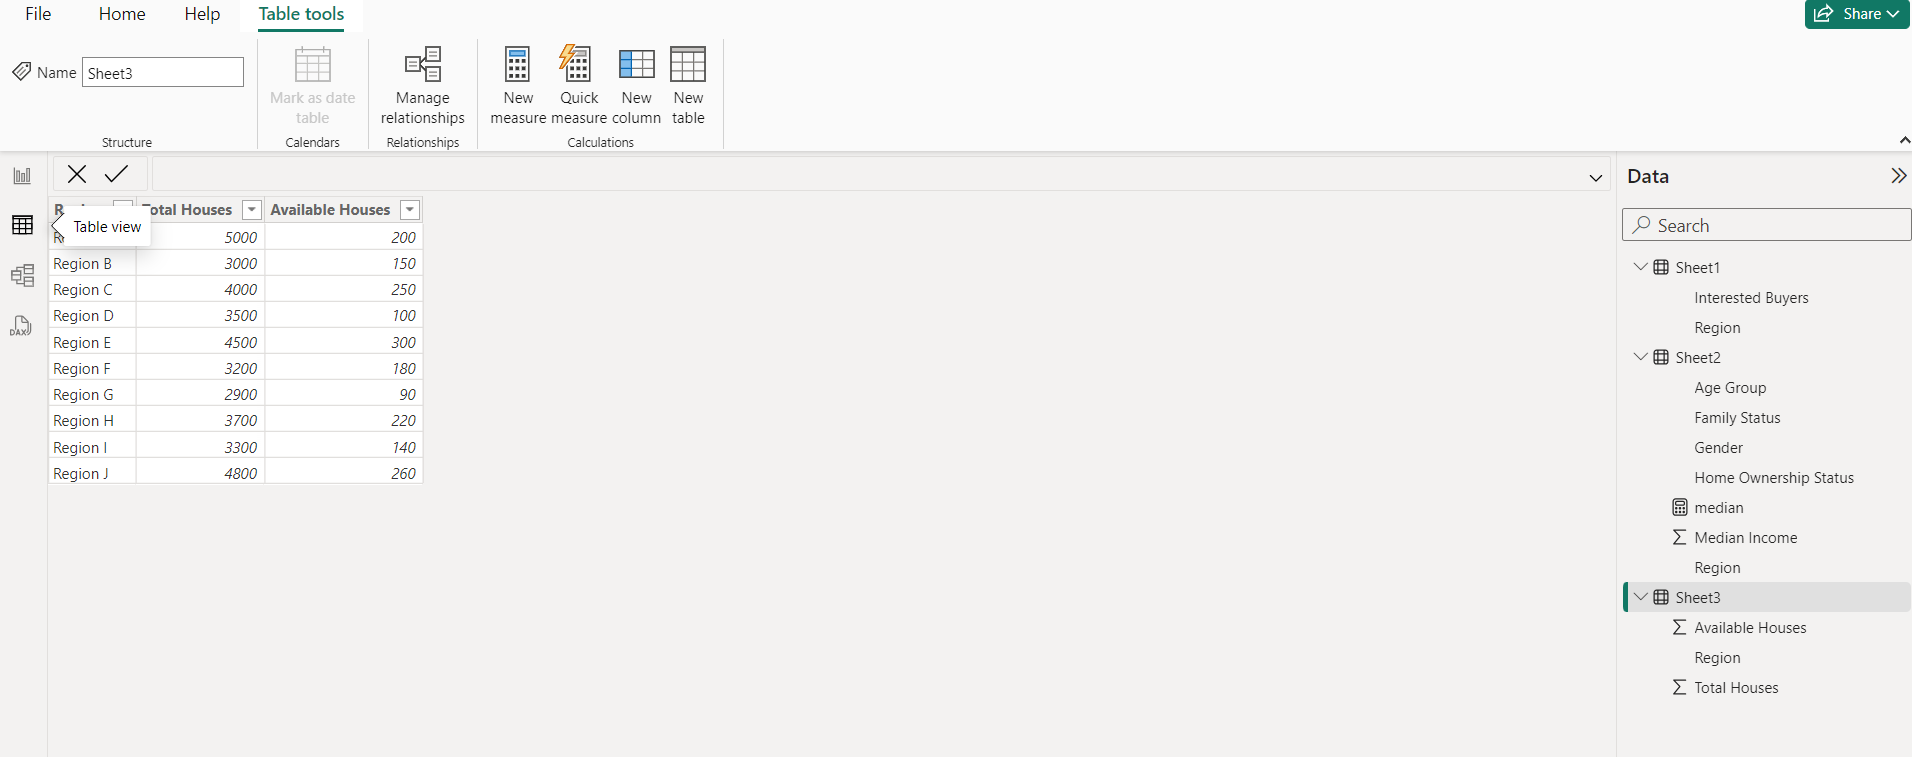 File Home Help Table tools Share
Name Sheet3
Mark as date table
Manage relationships
New measure
Quick measure
New column
New table
Structure Calendars Relationships Calculations
Total Houses Available Houses
Table view
5000 200
Region B 3000 150
Region C 4000 250
Region D 3500 100
Region E 4500 300
Region F 3200 180
Region G 2900 90
Region H 3700 220
Region I 3300 140
Region J 4800 260
DAX
Data
Search
Sheet1
Interested Buyers
Region
Sheet2
Age Group
Family Status
Gender
Home Ownership Status
median
Median Income
Region
Sheet3
Available Houses
Region
Total Houses